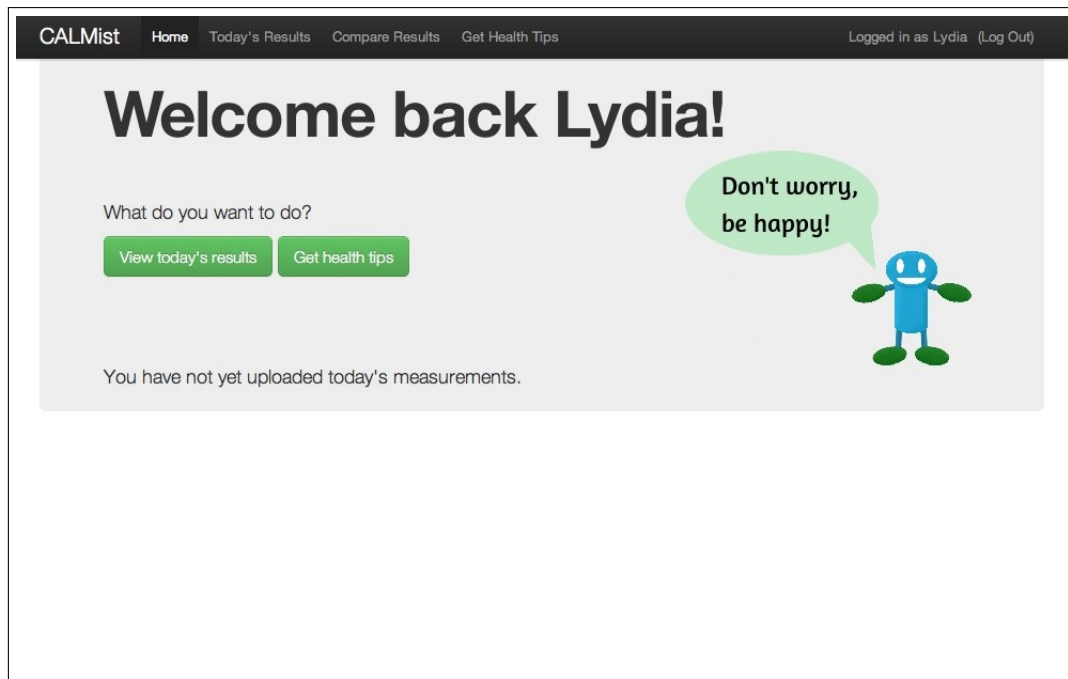 CALMist Home Today's Results Compare Results Get Health Tips Logged in as Lydia (Log Out)
Welcome back Lydia!
Don't worry,
be happy!
What do you want to do?
View today's results Get health tips
You have not yet uploaded today's measurements.